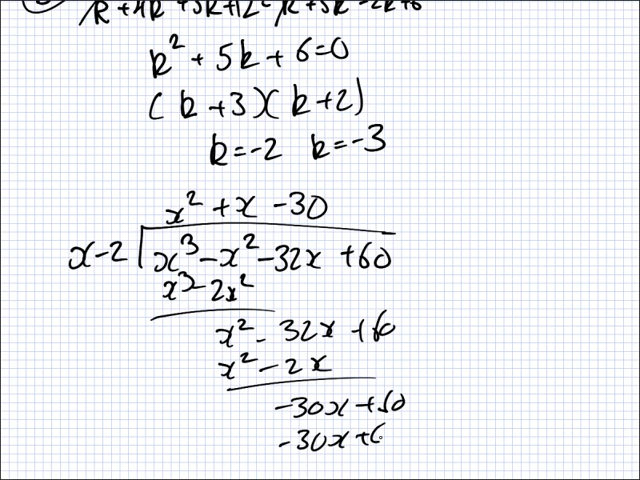 k² + 5k + 6 = 0
(k + 3)(k + 2)
k = -2 k = -3
x² + x - 30
x - 2 x³ - x² - 32x + 60
x³ - 2x²
x² - 32x + 60
x² - 2x
-30x + 60
-30x + 6